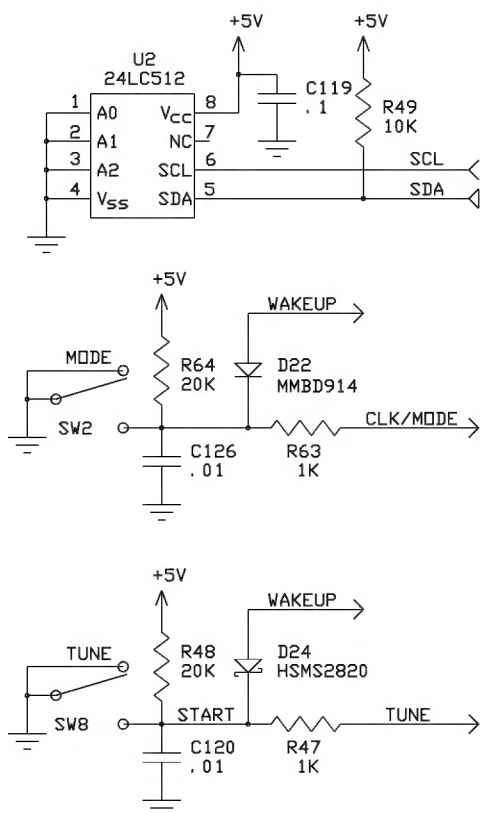 +5V
+5V
U2
24LC512
C119
.1
R49
10K
1 A0 VCC 8
2 A1 NC 7
3 A2 SCL 6 SCL
4 VSS SDA 5 SDA
+5V
WAKEUP
MODE
R64
20K
D22
MMBD914
SW2
CLK/MODE
C126
.01
R63
1K
+5V
WAKEUP
TUNE
R48
20K
D24
HSMS2820
SW8
START
TUNE
C120
.01
R47
1K